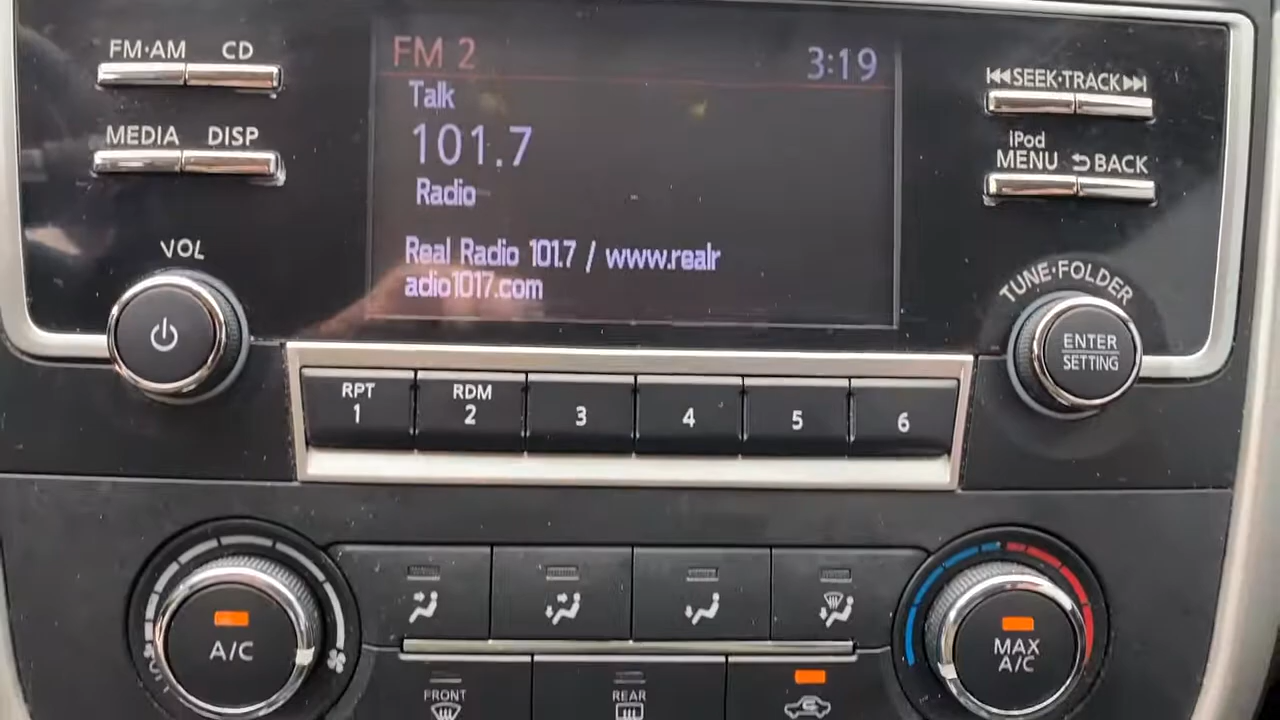 FM·AM CD
FM 2
3:19
SEEK·TRACK
Talk
MEDIA DISP
101.7
iPod
MENU BACK
Radio
VOL
Real Radio 101.7 / www.realr
adio1017.com
TUNE·FOLDER
ENTER
SETTING
RPT
1
RDM
2
3
4
5
6
A/C
MAX
A/C
FRONT
REAR